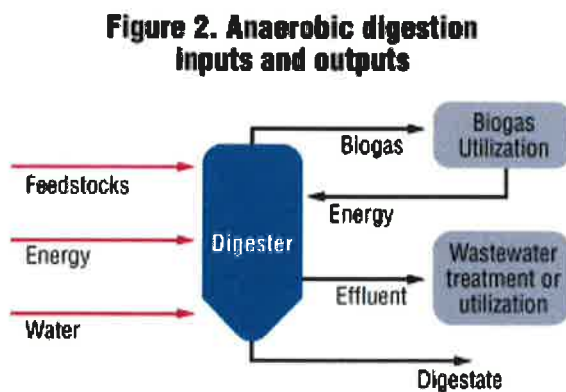 Figure 2. Anaerobic digestion
inputs and outputs
Biogas
Biogas
Utilization
Feedstocks
Energy
Digester
Energy
Wastewater
treatment or
utilization
Effluent
Water
Digestate